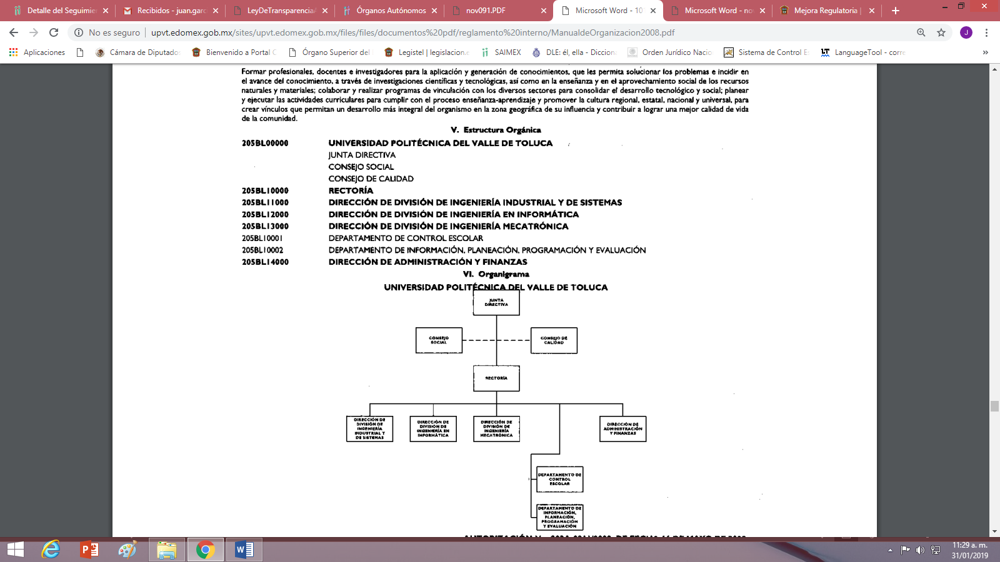 Detalle del Seguimien
Recibidos - juan.garc
LeyDeTransparenciaA
Órganos Autónomos
nov091.PDF
Microsoft Word - 10
Microsoft Word - no
Mejora Regulatoria |
No es seguro | upvt.edomex.gob.mx/sites/upvt.edomex.gob.mx/files/files/documentos%20pdf/reglamento%20interno/ManualdeOrganizacion2008.pdf
J
Aplicaciones
Cámara de Diputados
Bienvenido a Portal C
Órgano Superior del
Legistel | legislacion.e
SAIMEX
DLE: él, ella - Diccion
Orden Jurídico Nacio
Sistema de Control E
LanguageTool - corre
»
Formar profesionales, docentes e investigadores para la aplicación y generación de conocimientos, que les permita solucionar los problemas e incidir en
el avance del conocimiento, a través de investigaciones científicas y tecnológicas, así como en la enseñanza y en el aprovechamiento social de los recursos
naturales y materiales; colaborar y realizar programas de vinculación con los diversos sectores para consolidar el desarrollo tecnológico y social; planear
y ejecutar las actividades curriculares para cumplir con el proceso enseñanza-aprendizaje y promover la cultura regional, estatal, nacional y universal, para
crear vínculos que permitan un desarrollo más integral del organismo en la zona geográfica de su influencia y contribuir a lograr una mejor calidad de vida
de la comunidad.
V. Estructura Orgánica
205BL00000 UNIVERSIDAD POLITÉCNICA DEL VALLE DE TOLUCA
JUNTA DIRECTIVA
CONSEJO SOCIAL
CONSEJO DE CALIDAD
205BL10000 RECTORÍA
205BL11000 DIRECCIÓN DE DIVISIÓN DE INGENIERÍA INDUSTRIAL Y DE SISTEMAS
205BL12000 DIRECCIÓN DE DIVISIÓN DE INGENIERÍA EN INFORMÁTICA
205BL13000 DIRECCIÓN DE DIVISIÓN DE INGENIERÍA MECATRÓNICA
205BL10001 DEPARTAMENTO DE CONTROL ESCOLAR
205BL10002 DEPARTAMENTO DE INFORMACIÓN, PLANEACIÓN, PROGRAMACIÓN Y EVALUACIÓN
205BL14000 DIRECCIÓN DE ADMINISTRACIÓN Y FINANZAS
VI. Organigrama
UNIVERSIDAD POLITÉCNICA DEL VALLE DE TOLUCA
JUNTA
DIRECTIVA
CONSEJO
SOCIAL
CONSEJO DE
CALIDAD
RECTORÍA
DIRECCIÓN DE
DIVISIÓN DE
INGENIERÍA
INDUSTRIAL Y
DE SISTEMAS
DIRECCIÓN DE
DIVISIÓN DE
INGENIERÍA EN
INFORMÁTICA
DIRECCIÓN DE
DIVISIÓN DE
INGENIERÍA
MECATRÓNICA
DIRECCIÓN DE
ADMINISTRACIÓN
Y FINANZAS
DEPARTAMENTO DE
CONTROL
ESCOLAR
DEPARTAMENTO DE
INFORMACIÓN,
PLANEACIÓN,
PROGRAMACIÓN
Y EVALUACIÓN
11:29 a. m.
31/01/2019